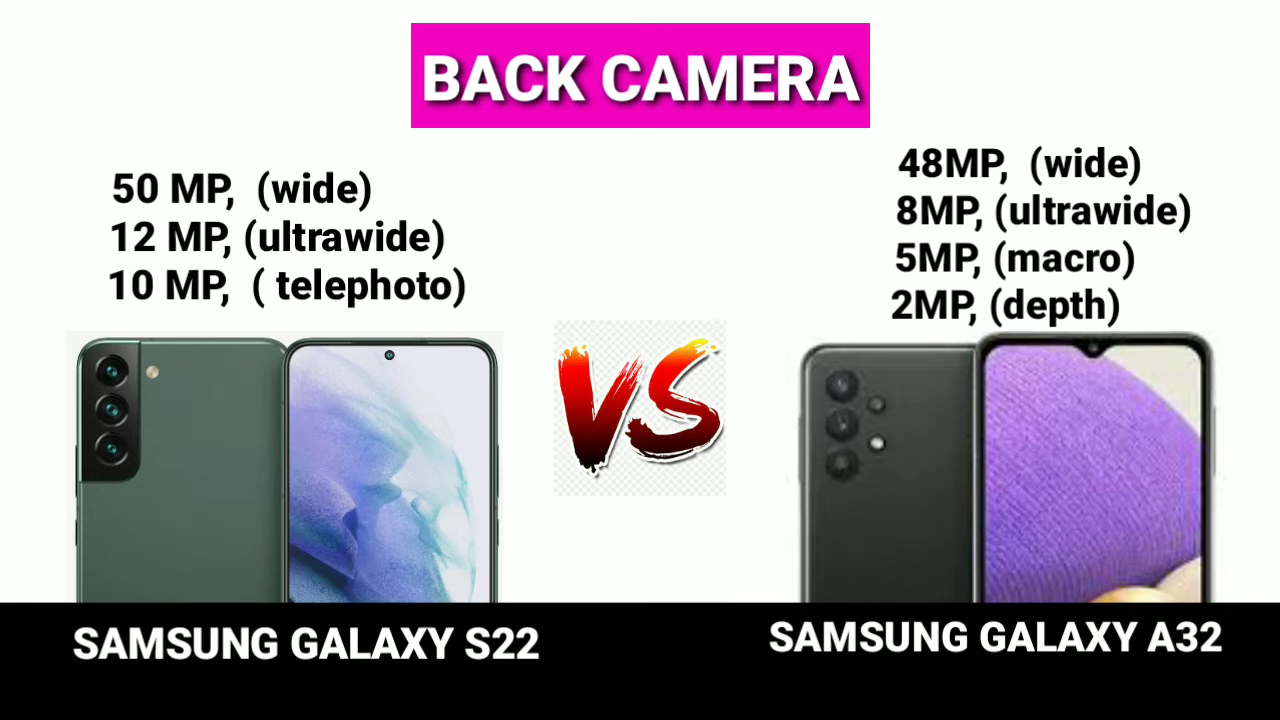 BACK CAMERA
50 MP, (wide)
12 MP, (ultrawide)
10 MP, ( telephoto)
48MP, (wide)
8MP, (ultrawide)
5MP, (macro)
2MP, (depth)
VS
SAMSUNG GALAXY S22
SAMSUNG GALAXY A32